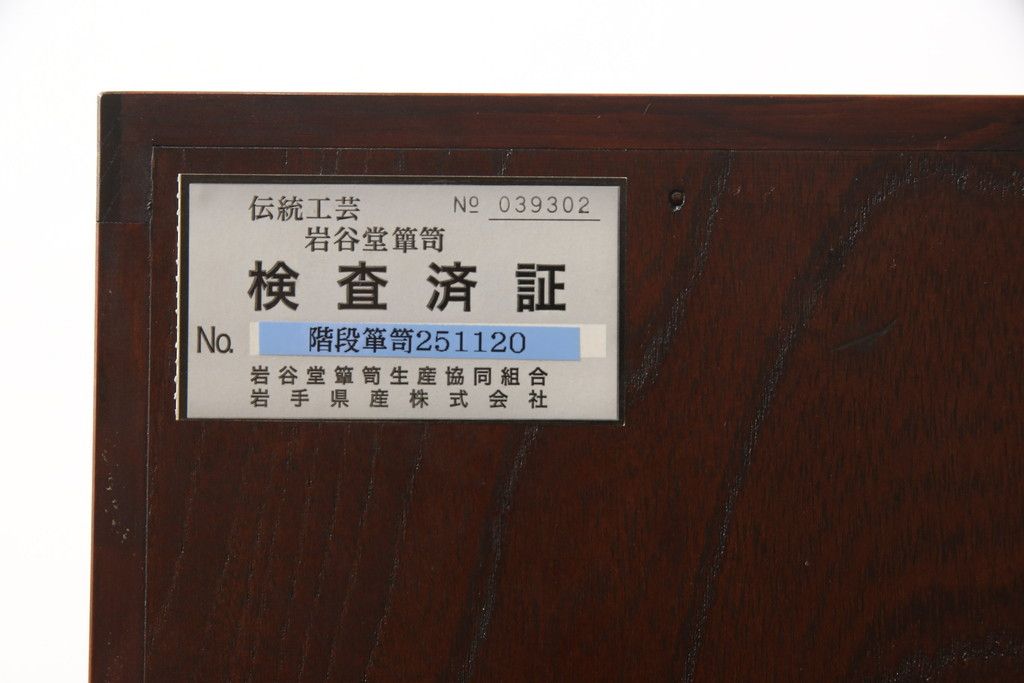 伝統工芸 № 039302
岩谷堂簞笥
検査済証
No. 階段箪笥251120
岩谷堂簞笥生産協同組合
岩手県産株式会社